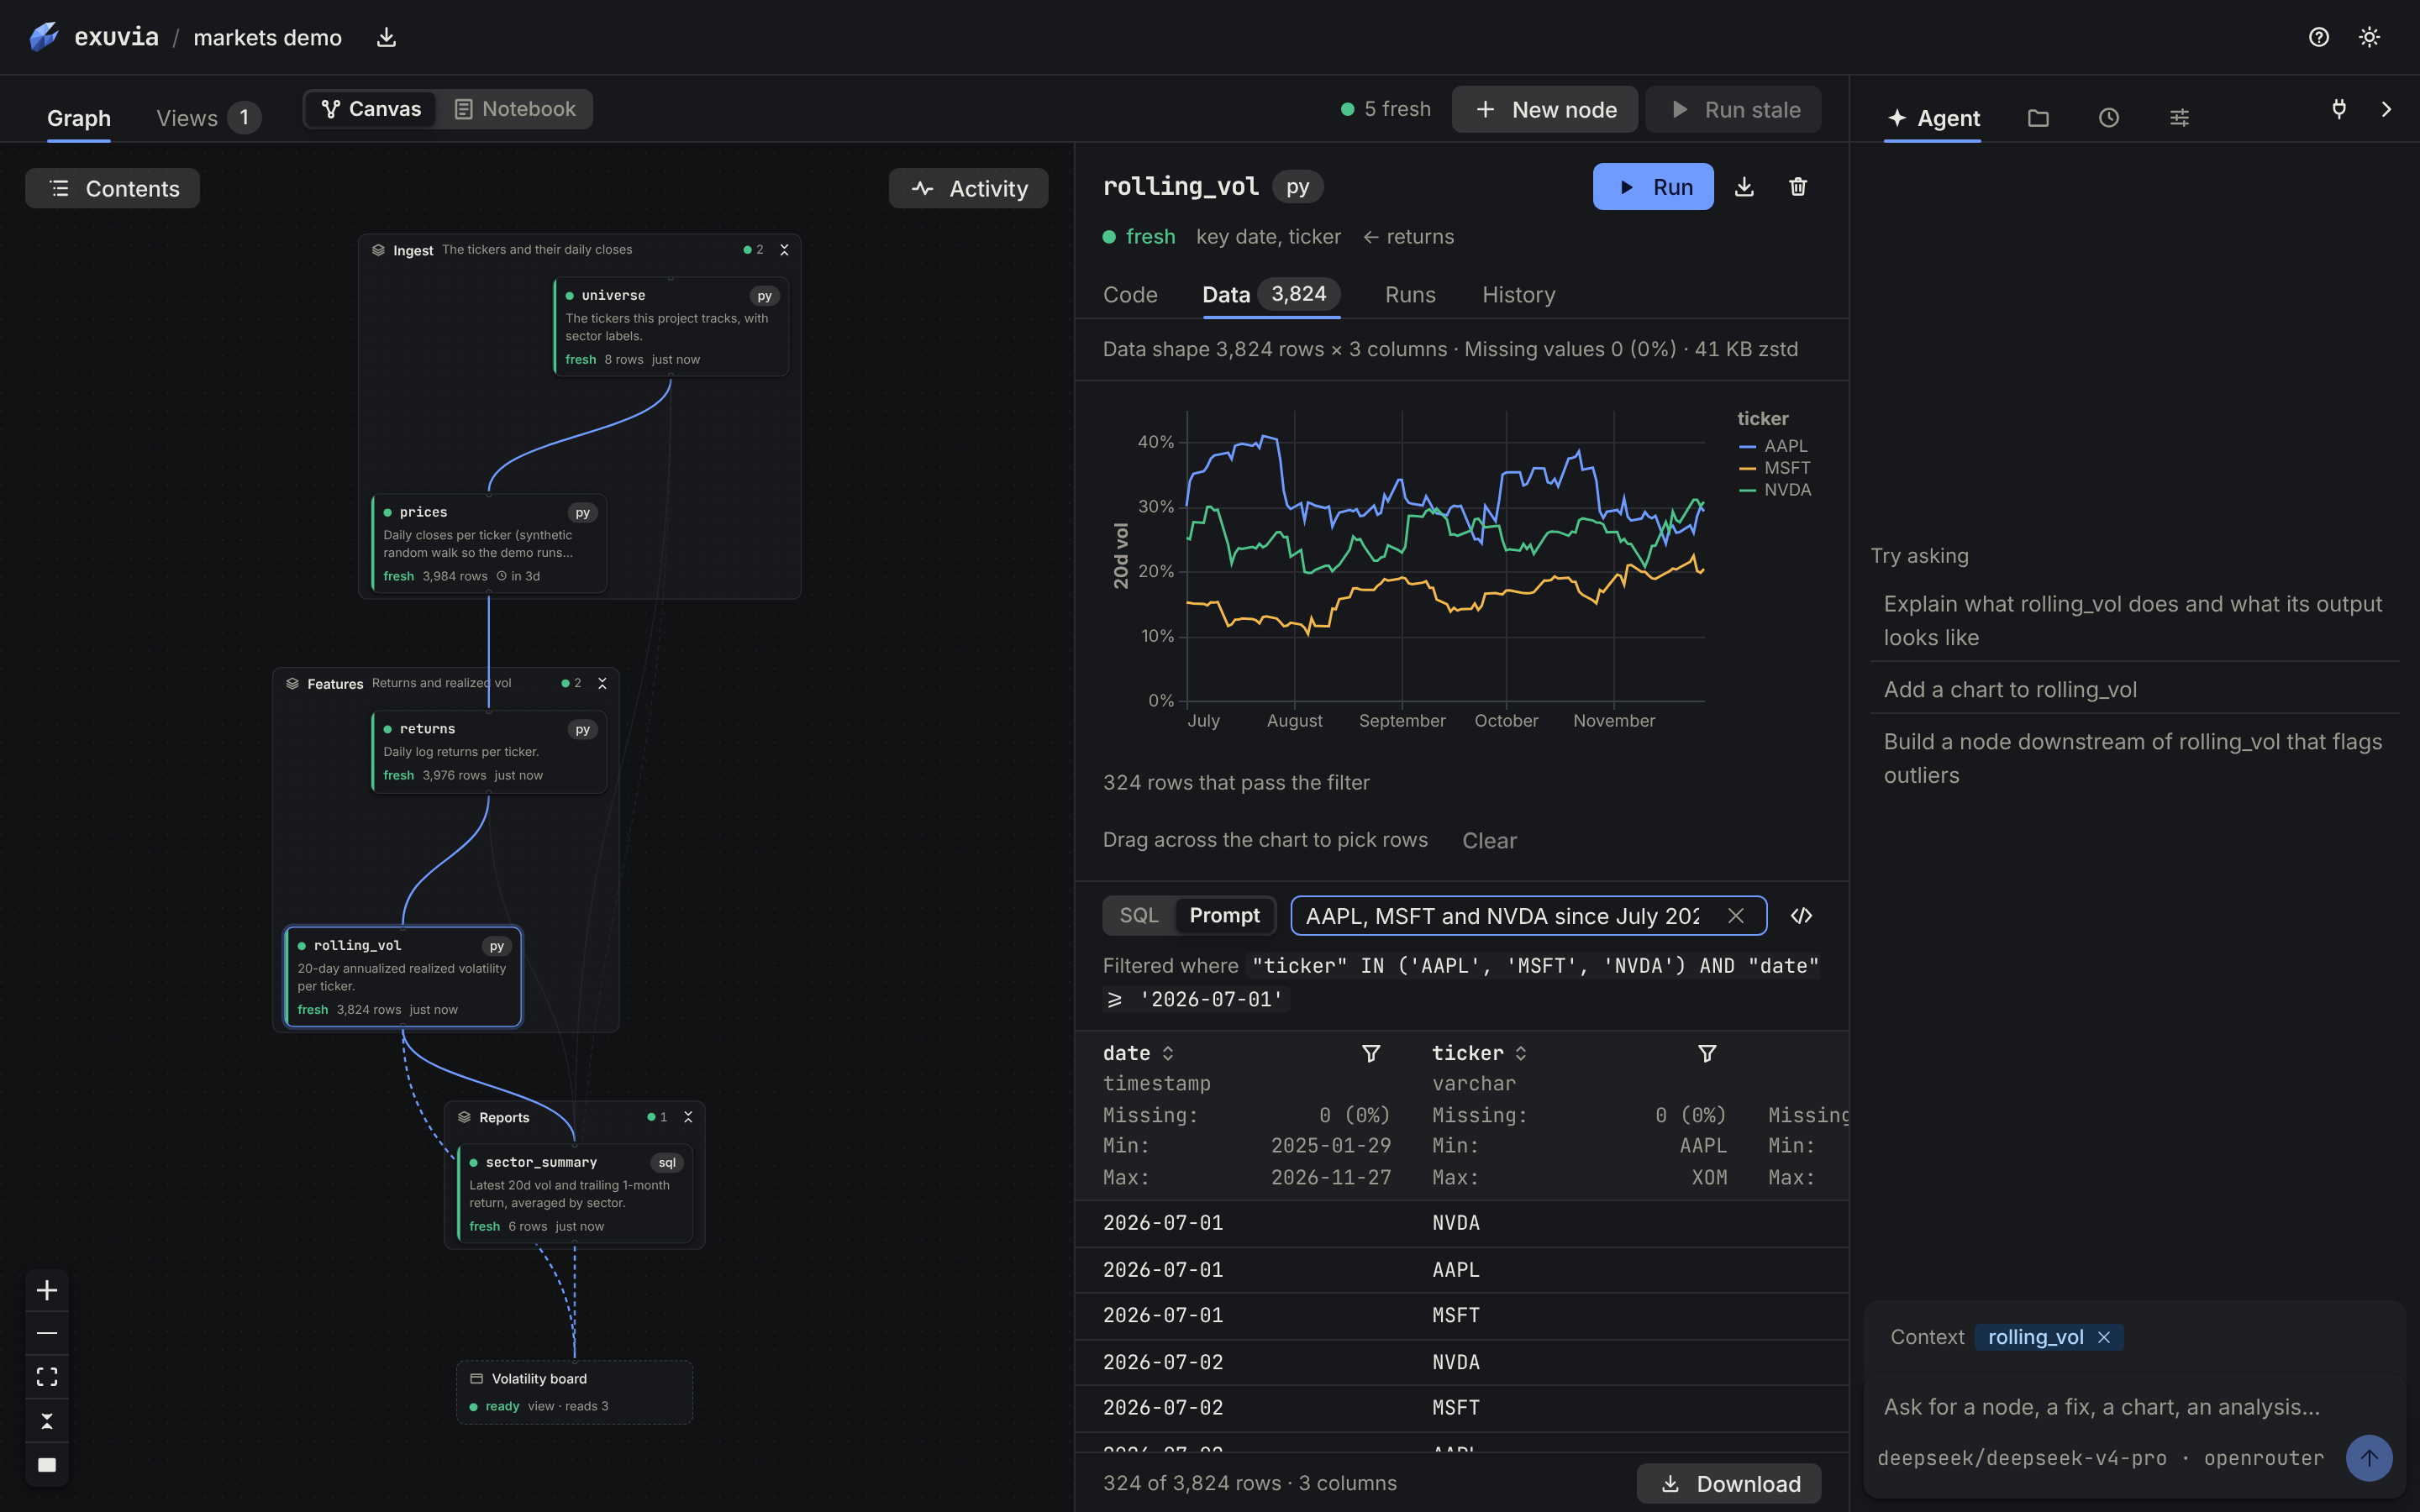 exuvia / markets demo
Graph Views 1 Canvas Notebook 5 fresh New node Run stale
Agent
Contents
Activity
Ingest The tickers and their daily closes 2
universe py
The tickers this project tracks, with
sector labels.
fresh 8 rows just now
prices py
Daily closes per ticker (synthetic
random walk so the demo runs...
fresh 3,984 rows in 3d
Features Returns and realized vol 2
returns py
Daily log returns per ticker.
fresh 3,976 rows just now
rolling_vol py
20-day annualized realized volatility
per ticker.
fresh 3,824 rows just now
Reports 1
sector_summary sql
Latest 20d vol and trailing 1-month
return, averaged by sector.
fresh 6 rows just now
Volatility board
ready view · reads 3
rolling_vol py Run
fresh key date, ticker ← returns
Code Data 3,824 Runs History
Data shape 3,824 rows × 3 columns · Missing values 0 (0%) · 41 KB zstd
20d vol
40%
30%
20%
10%
0%
July August September October November
ticker
AAPL
MSFT
NVDA
324 rows that pass the filter
Drag across the chart to pick rows Clear
SQL Prompt AAPL, MSFT and NVDA since July 202
Filtered where "ticker" IN ('AAPL', 'MSFT', 'NVDA') AND "date"
⩾ '2026-07-01'
date ticker
timestamp varchar
Missing: 0 (0%) Missing: 0 (0%) Missing
Min: 2025-01-29 Min: AAPL Min:
Max: 2026-11-27 Max: XOM Max:
2026-07-01 NVDA
2026-07-01 AAPL
2026-07-01 MSFT
2026-07-02 NVDA
2026-07-02 MSFT
2026-07-02 AAPL
324 of 3,824 rows · 3 columns Download
Try asking
Explain what rolling_vol does and what its output
looks like
Add a chart to rolling_vol
Build a node downstream of rolling_vol that flags
outliers
Context rolling_vol
Ask for a node, a fix, a chart, an analysis...
deepseek/deepseek-v4-pro · openrouter